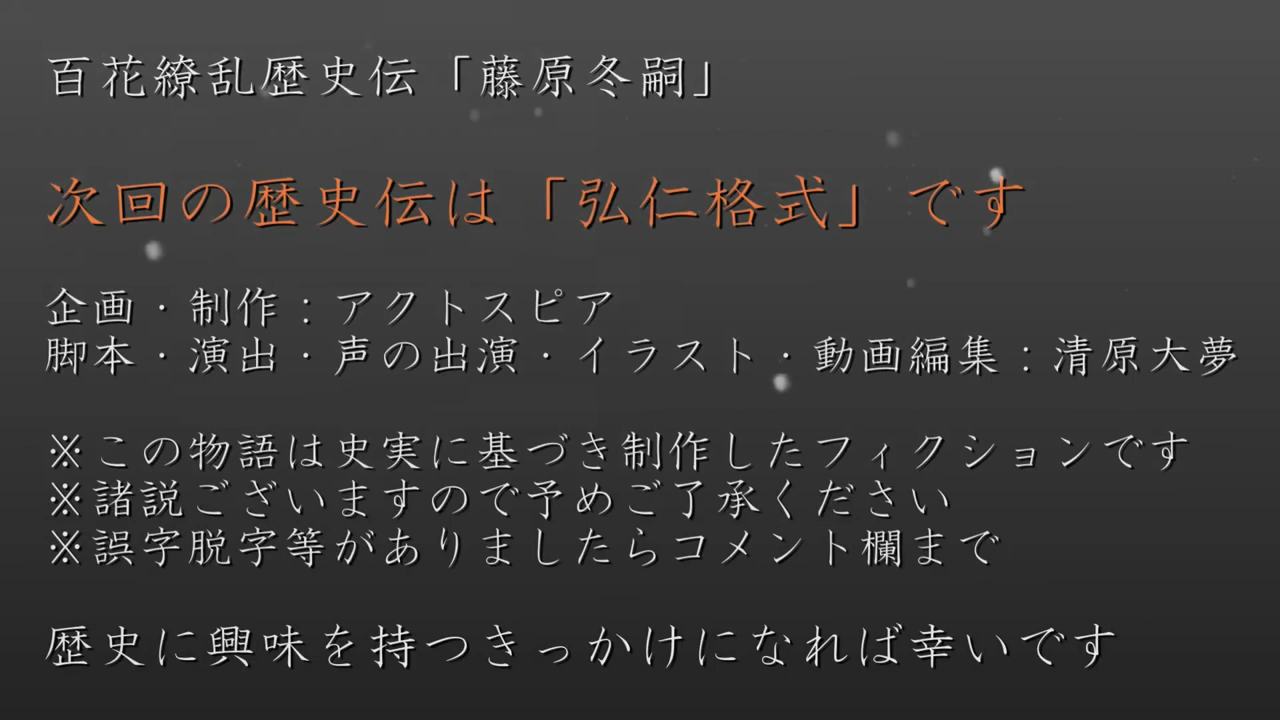 百花繚乱歴史伝「藤原冬嗣」
次回の歴史伝は「弘仁格式」です
企画・制作：アクトスピア
脚本・演出・声の出演・イラスト・動画編集：清原大夢
※この物語は史実に基づき制作したフィクションです
※諸説ございますので予めご了承ください
※誤字脱字等がありましたらコメント欄まで
歴史に興味を持つきっかけになれば幸いです